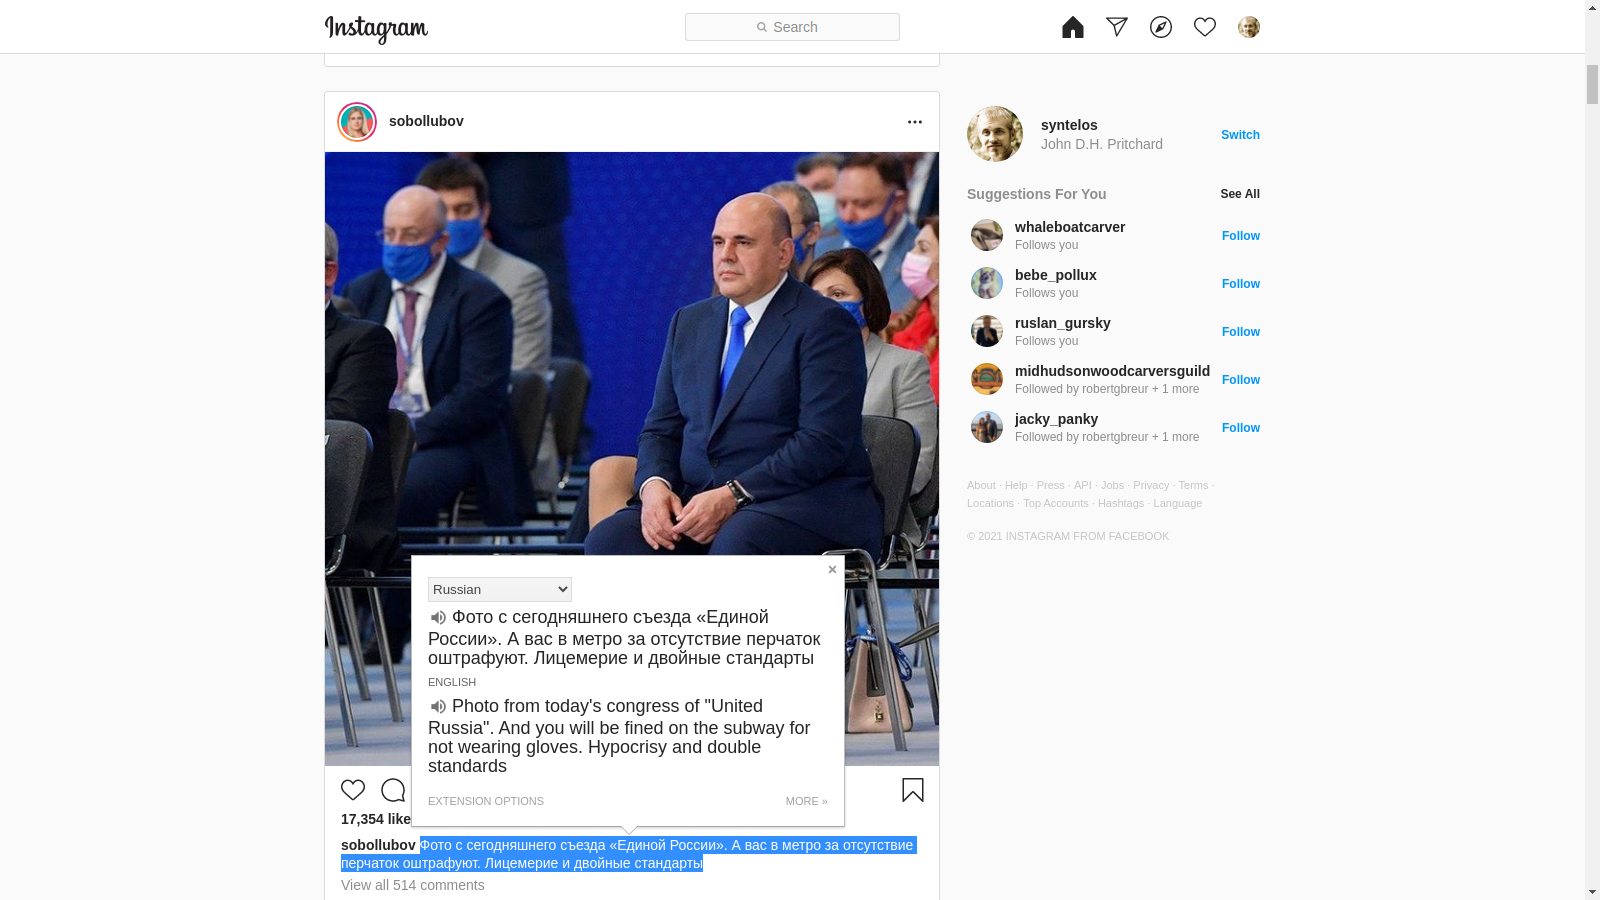 Instagram
Search
sobollubov
Russian
Фото с сегодняшнего съезда «Единой
России». А вас в метро за отсутствие перчаток
оштрафуют. Лицемерие и двойные стандарты
ENGLISH
Photo from today's congress of "United
Russia". And you will be fined on the subway for
not wearing gloves. Hypocrisy and double
standards
EXTENSION OPTIONS
MORE »
17,354 like
sobollubov Фото с сегодняшнего съезда «Единой России». А вас в метро за отсутствие
перчаток оштрафуют. Лицемерие и двойные стандарты
View all 514 comments
syntelos
John D.H. Pritchard
Switch
Suggestions For You
See All
whaleboatcarver
Follows you
Follow
bebe_pollux
Follows you
Follow
ruslan_gursky
Follows you
Follow
midhudsonwoodcarversguild
Followed by robertgbreur + 1 more
Follow
jacky_panky
Followed by robertgbreur + 1 more
Follow
About · Help · Press · API · Jobs · Privacy · Terms ·
Locations · Top Accounts · Hashtags · Language
© 2021 INSTAGRAM FROM FACEBOOK